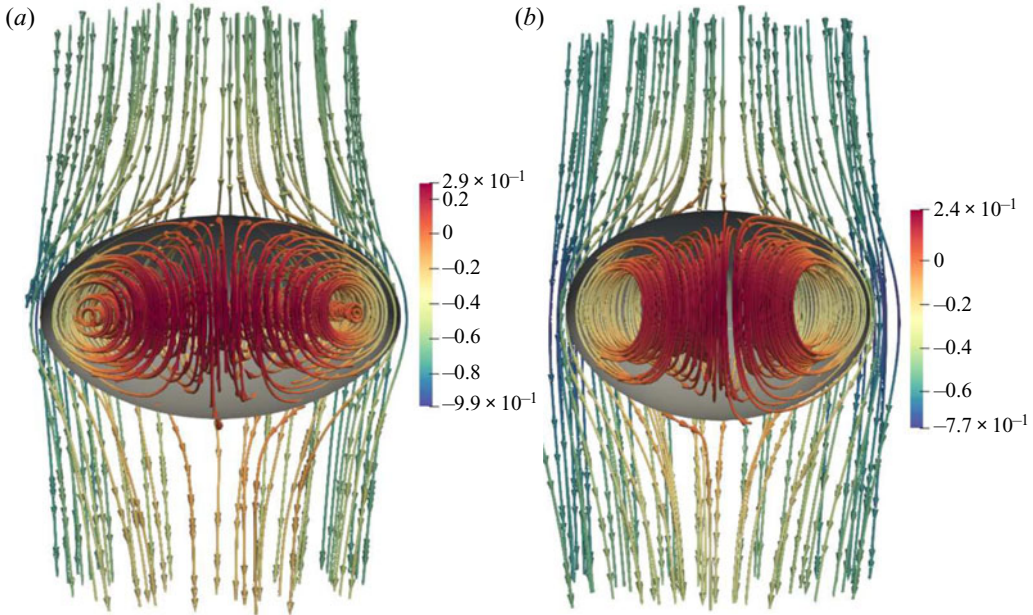 (a)
2.9 × 10–1
0.2
0
–0.2
–0.4
–0.6
–0.8
–9.9 × 10–1
(b)
2.4 × 10–1
0
–0.2
–0.4
–0.6
–7.7 × 10–1